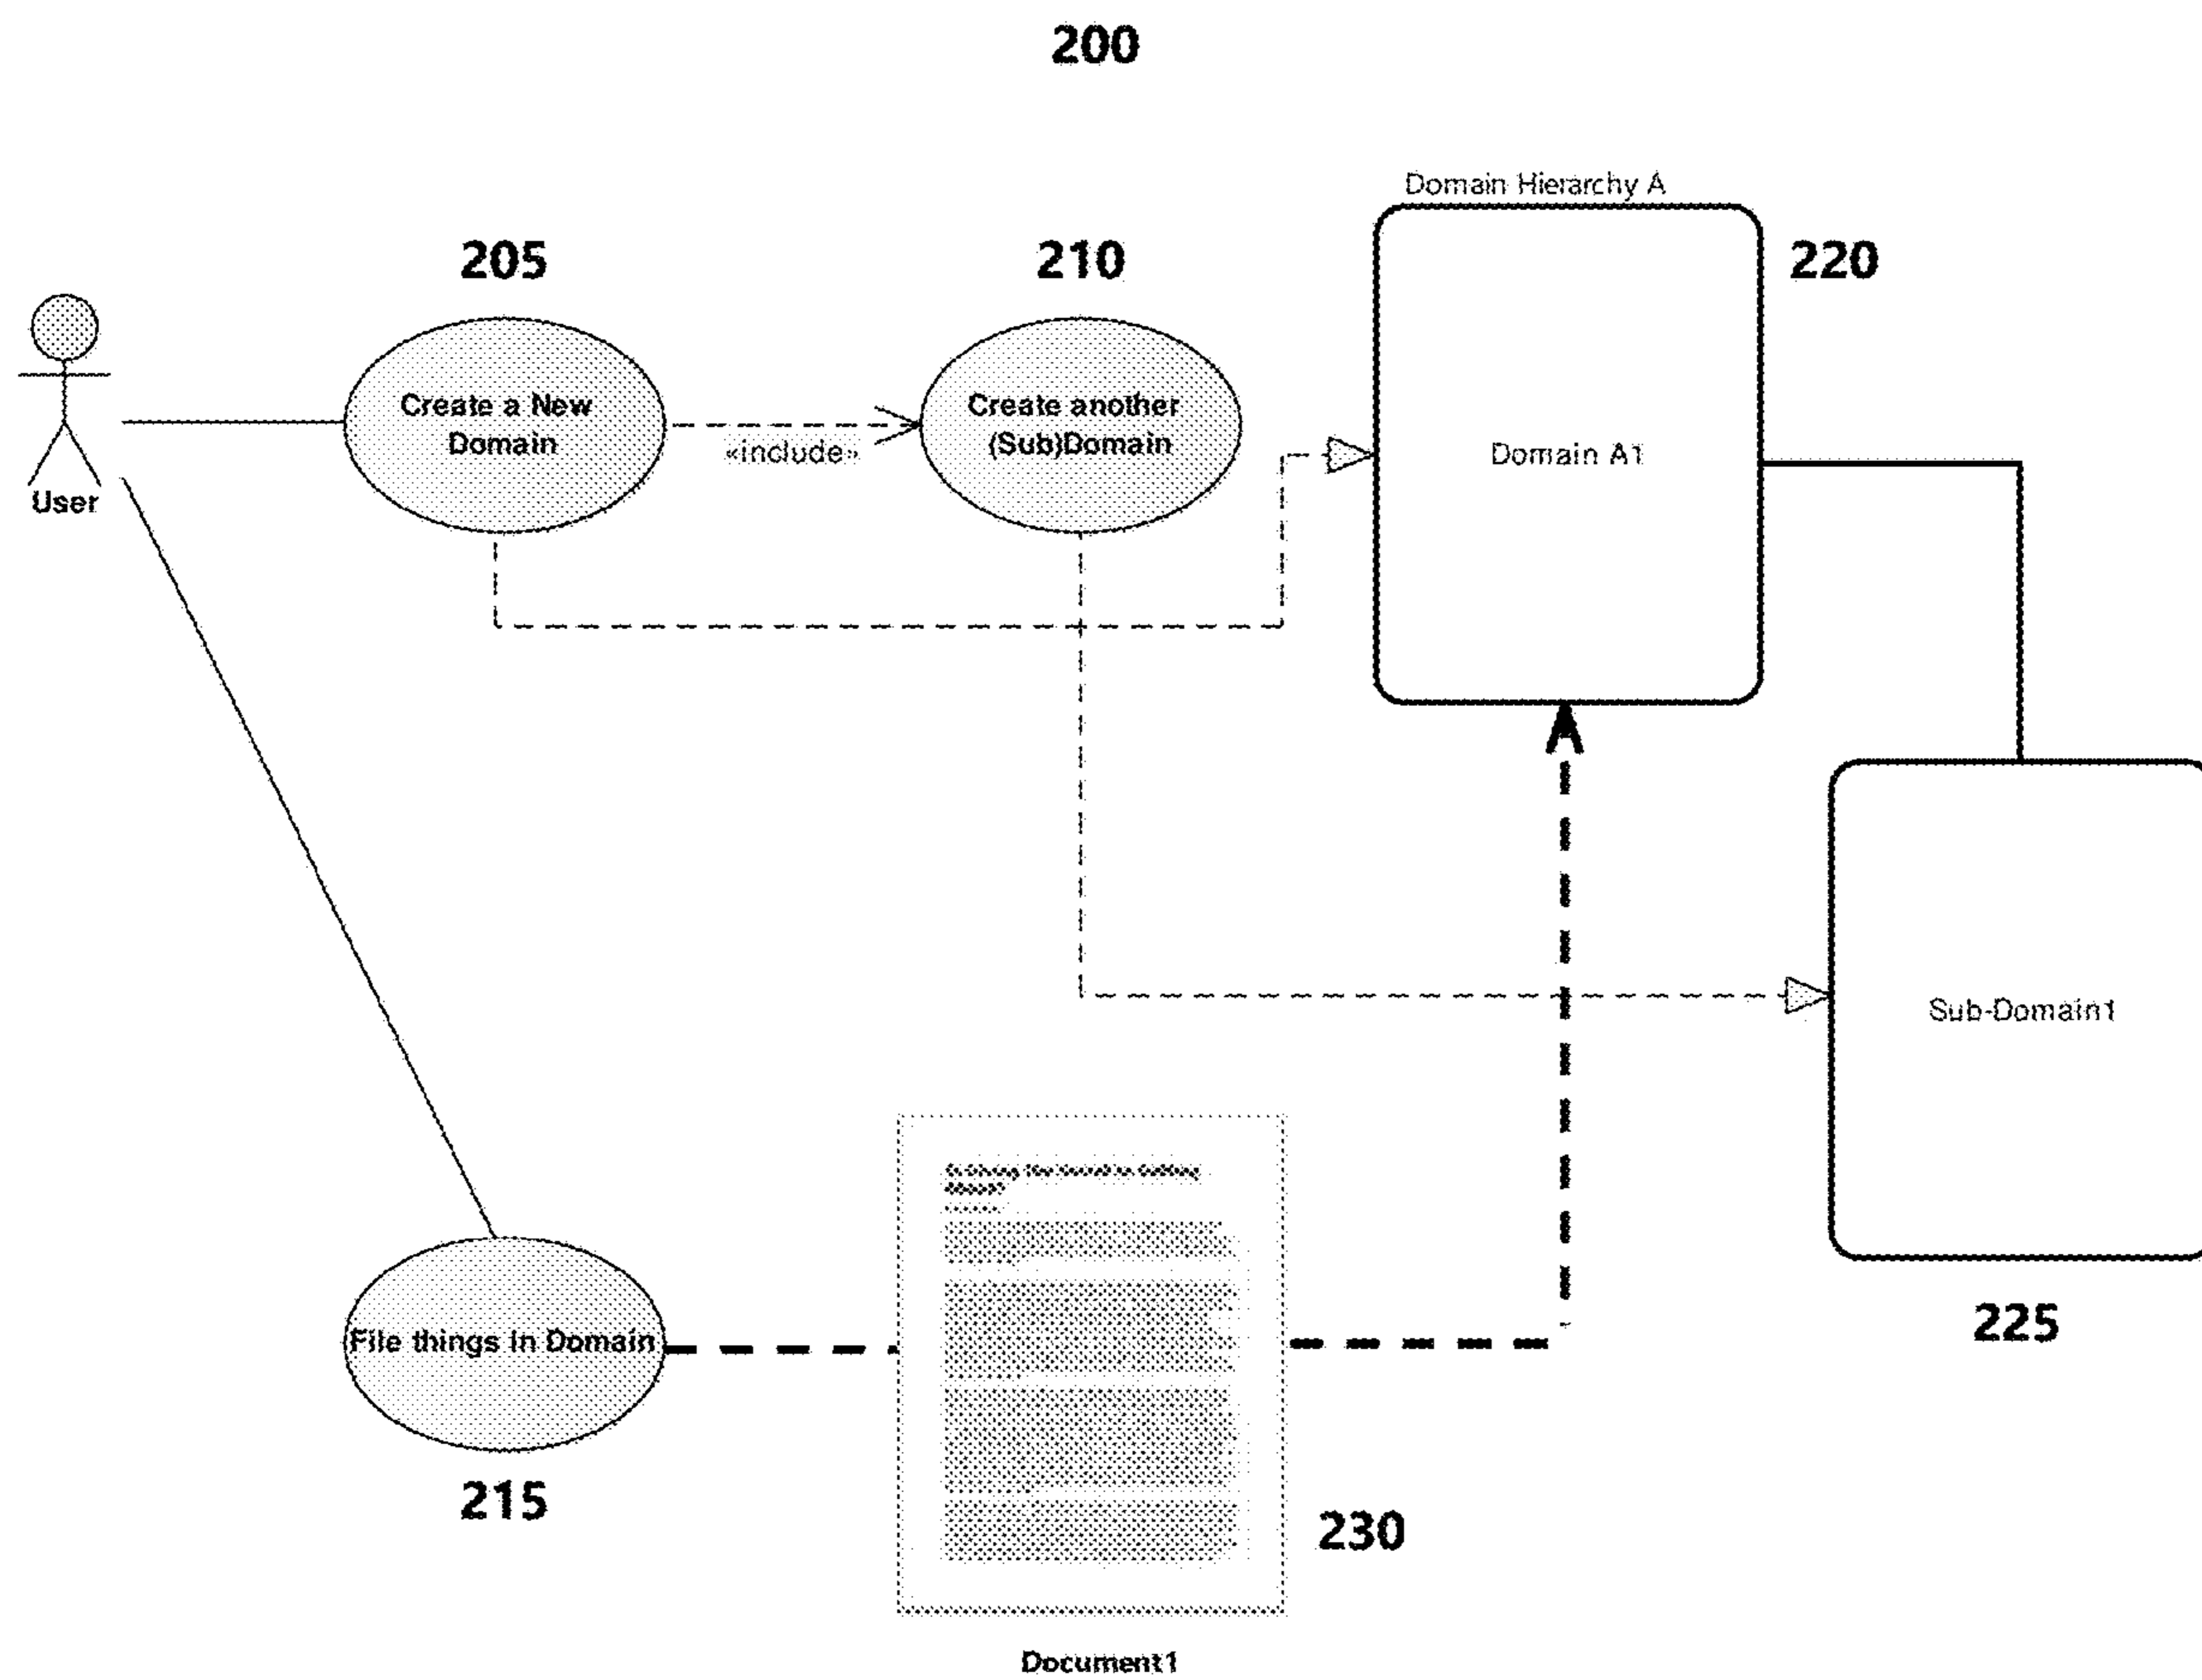 200
Domain Hierarchy A
205
210
220
Create a New
Domain
«include»
Create another
(Sub)Domain
Domain A1
User
Sub-Domain1
225
File things in Domain
215
230
Document1